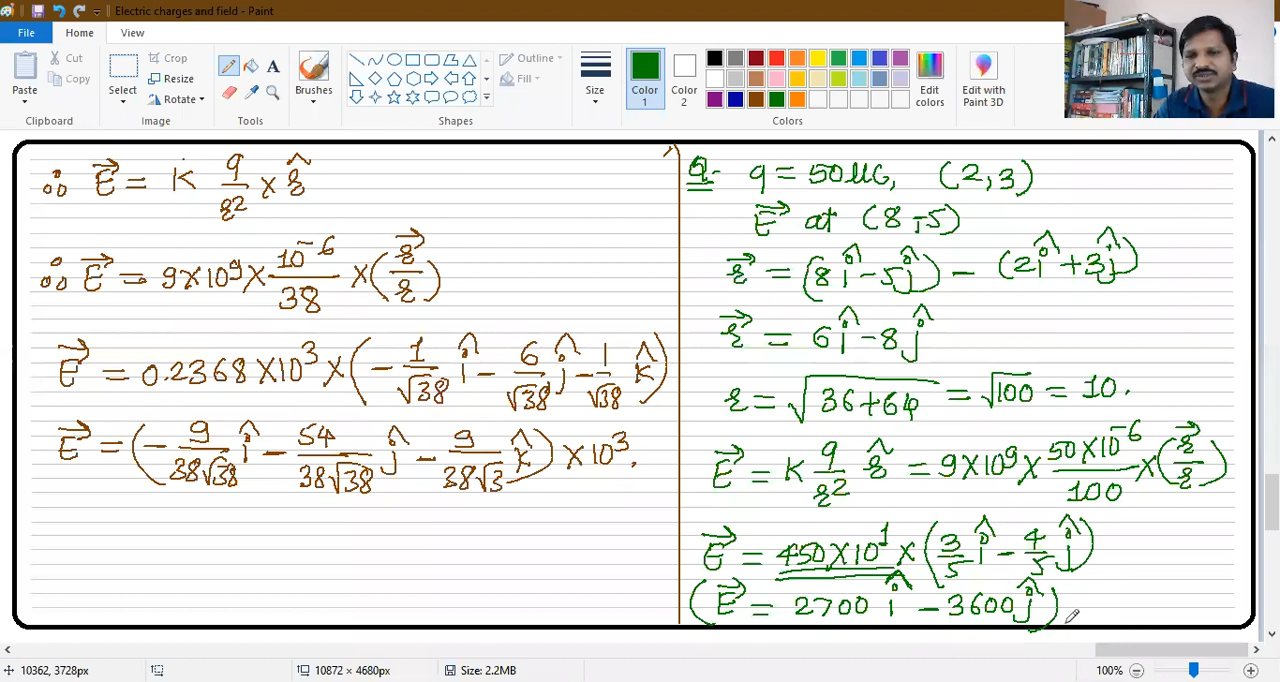 Electric charges and field - Paint
File Home View
Paste Cut Copy Clipboard
Select Crop Resize Rotate Image
Tools
Brushes
Outline Fill Shapes
Size
Color 1 Color 2 Edit colors Edit with Paint 3D Colors
∴ E⃗ = K q/r² × r̂
∴ E⃗ = 9×10⁹ × 10⁻⁶/38 × (r⃗/r)
E⃗ = 0.2368×10³ × (-1/√38 î - 6/√38 ĵ - 1/√38 k̂)
E⃗ = (-9/38√38 î - 54/38√38 ĵ - 9/38√3 k̂) × 10³.
Q- q = 50μC, (2,3)
E⃗ at (8,-5)
r⃗ = (8î - 5ĵ) - (2î + 3ĵ)
r⃗ = 6î - 8ĵ
r = √36+64 = √100 = 10.
E⃗ = K q/r² r̂ = 9×10⁹ × 50×10⁻⁶/100 × (r⃗/r)
E⃗ = 450×10¹ × (3/5 î - 4/5 ĵ)
(E⃗ = 2700 î - 3600 ĵ)
10362, 3728px 10872 × 4680px Size: 2.2MB 100%